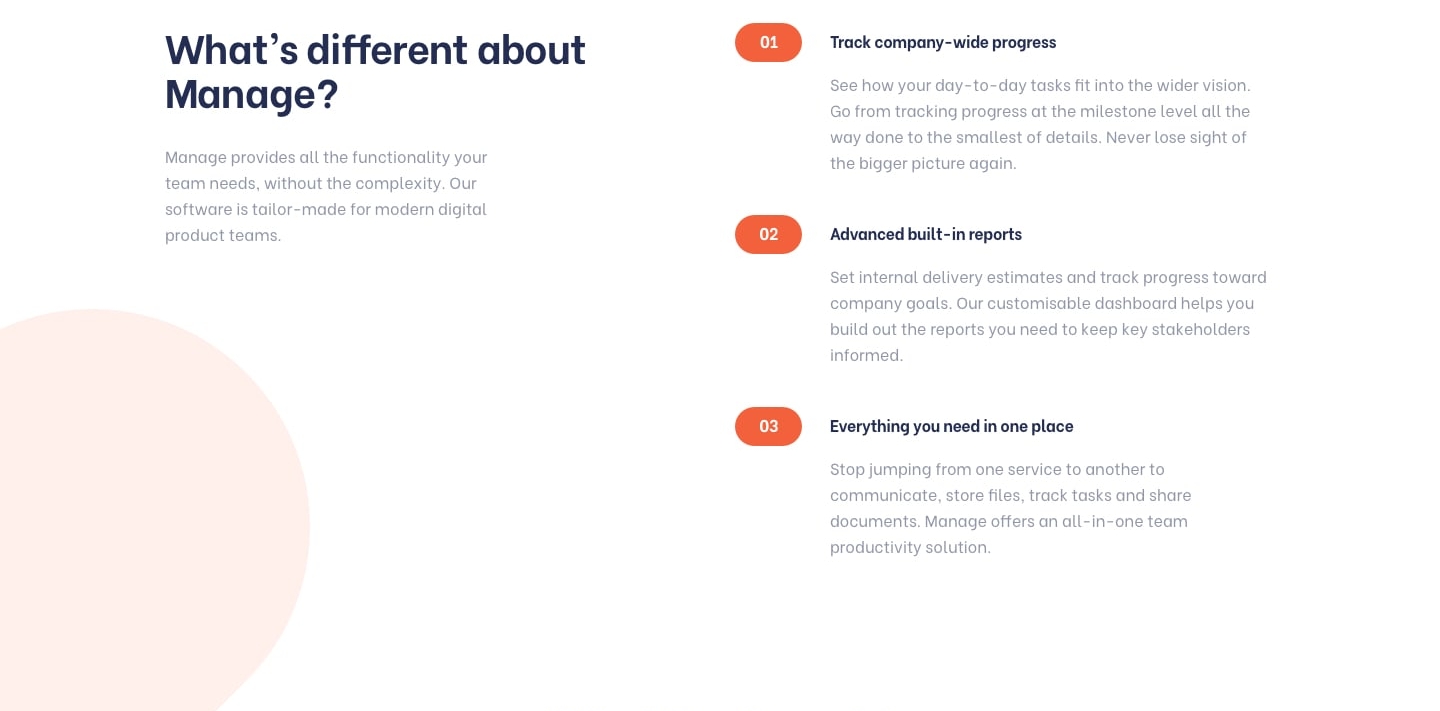 What's different about
Manage?
Manage provides all the functionality your
team needs, without the complexity. Our
software is tailor-made for modern digital
product teams.
01
Track company-wide progress
See how your day-to-day tasks fit into the wider vision.
Go from tracking progress at the milestone level all the
way done to the smallest of details. Never lose sight of
the bigger picture again.
02
Advanced built-in reports
Set internal delivery estimates and track progress toward
company goals. Our customisable dashboard helps you
build out the reports you need to keep key stakeholders
informed.
03
Everything you need in one place
Stop jumping from one service to another to
communicate, store files, track tasks and share
documents. Manage offers an all-in-one team
productivity solution.